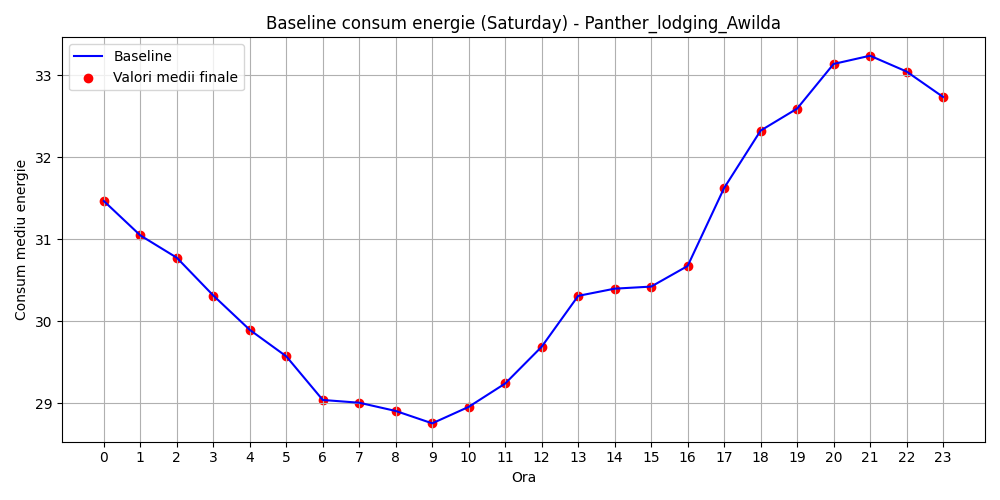 Baseline consum energie (Saturday) - Panther_lodging_Awilda
Baseline
Valori medii finale
Consum mediu energie
33
32
31
30
29
0 1 2 3 4 5 6 7 8 9 10 11 12 13 14 15 16 17 18 19 20 21 22 23
Ora